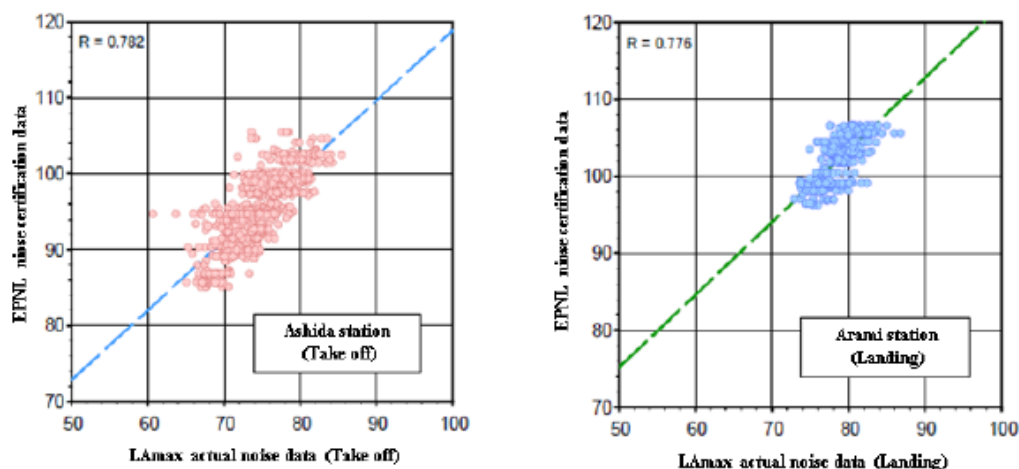 R = 0.782
120
110
100
90
80
70
50
60
70
80
90
100
EPNL niose certification data
LAmax actual noise data (Take off)
Ashida station
(Take off)
R = 0.776
120
110
100
90
80
70
50
60
70
80
90
100
EPNL niose certification data
LAmax actual noise data (Landing)
Arami station
(Landing)